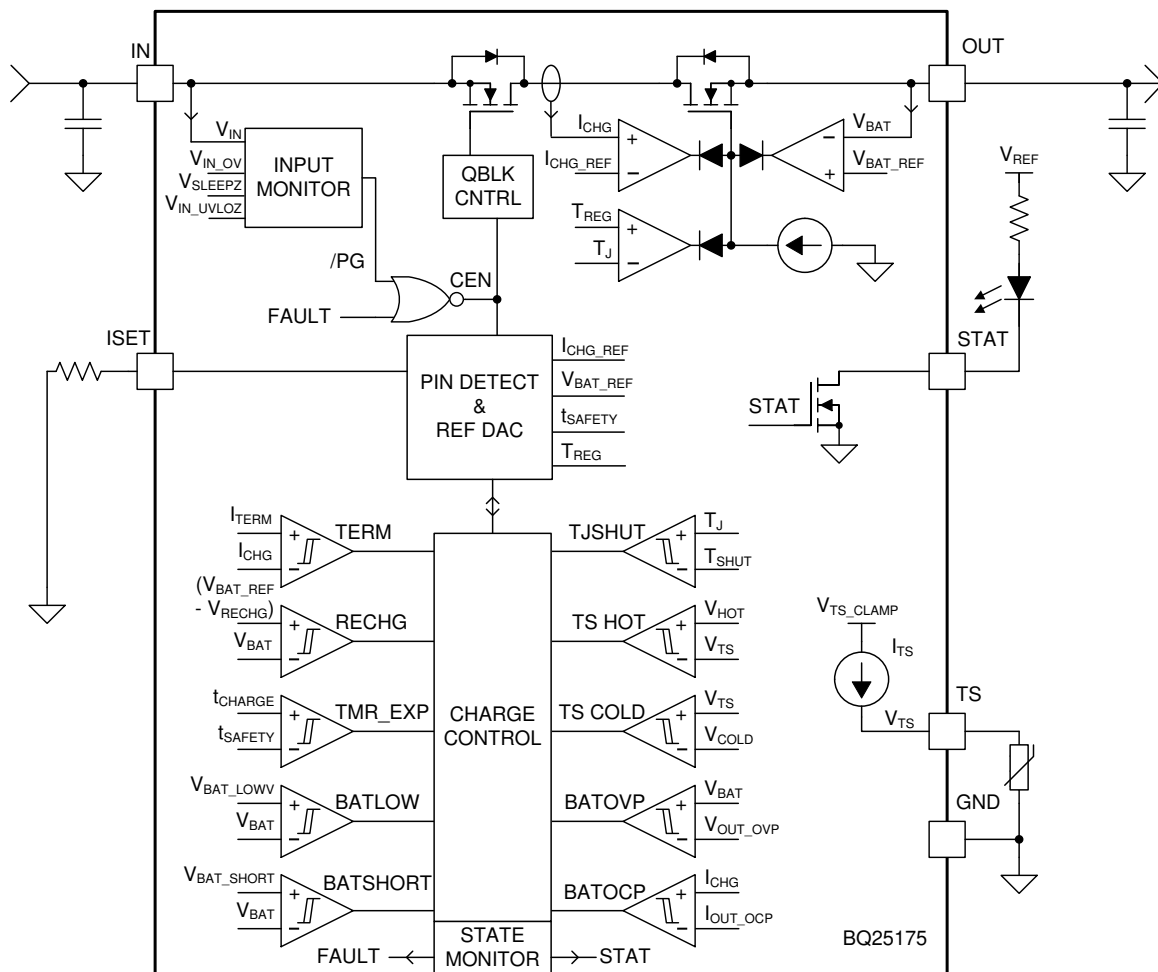 IN
OUT
V_IN
V_IN_OV
V_SLEEPZ
V_IN_UVLOZ
INPUT
MONITOR
QBLK
CNTRL
I_CHG
I_CHG_REF
+
−
V_BAT
V_BAT_REF
−
+
V_REF
T_REG
T_J
+
−
/PG
CEN
FAULT
ISET
STAT
PIN DETECT
&
REF DAC
I_CHG_REF
V_BAT_REF
t_SAFETY
T_REG
STAT
I_TERM
I_CHG
+
−
TERM
TJSHUT
+
−
T_J
T_SHUT
(V_BAT_REF
- V_RECHG)
V_BAT
+
−
RECHG
TS HOT
+
−
V_HOT
V_TS
t_CHARGE
t_SAFETY
+
−
TMR_EXP
CHARGE
CONTROL
TS COLD
+
−
V_TS
V_COLD
V_TS_CLAMP
I_TS
V_TS
TS
GND
V_BAT_LOWV
V_BAT
+
−
BATLOW
BATOVP
+
−
V_BAT
V_OUT_OVP
V_BAT_SHORT
V_BAT
+
−
BATSHORT
BATOCP
+
−
I_CHG
I_OUT_OCP
STATE
MONITOR
FAULT
STAT
BQ25175